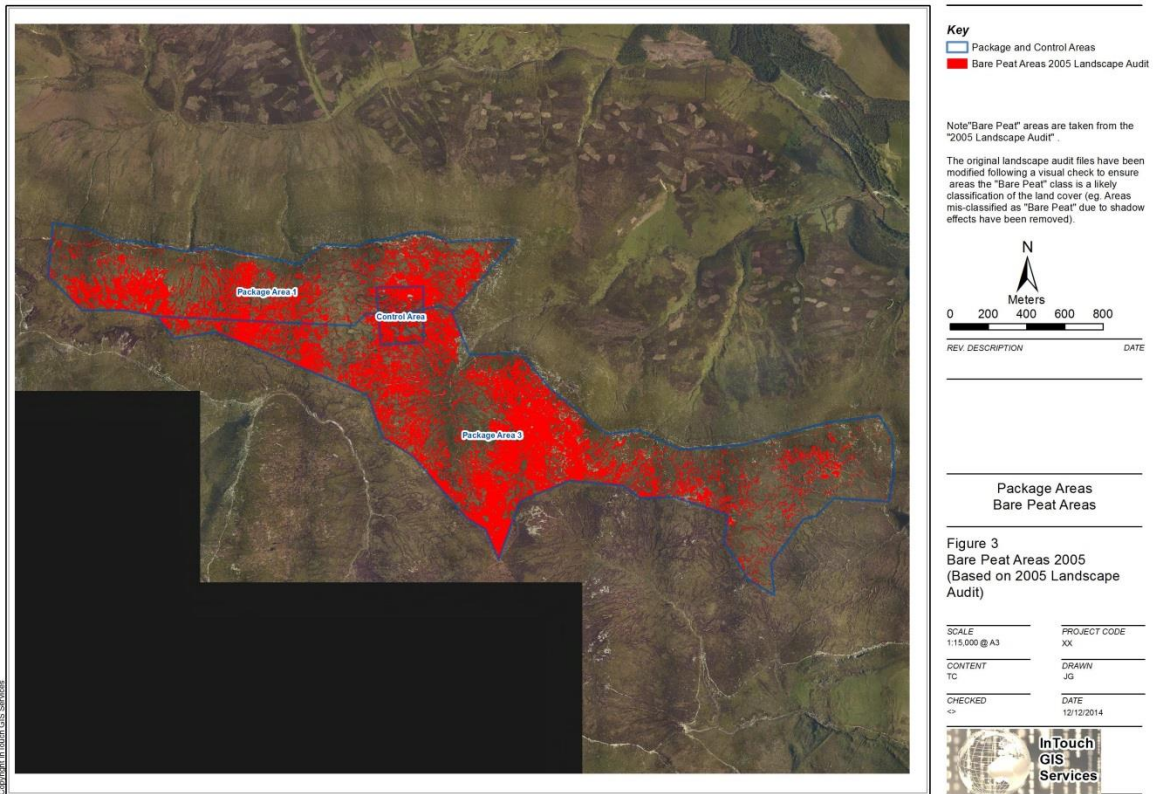 Package Area 1
Control Area
Package Area 3
Copyright InTouch GIS Services
Key
Package and Control Areas
Bare Peat Areas 2005 Landscape Audit
Note"Bare Peat" areas are taken from the
"2005 Landscape Audit" .
The original landscape audit files have been
modified following a visual check to ensure
areas the "Bare Peat" class is a likely
classification of the land cover (eg. Areas
mis-classified as "Bare Peat" due to shadow
effects have been removed).
N
Meters
0 200 400 600 800
REV. DESCRIPTION DATE
Package Areas
Bare Peat Areas
Figure 3
Bare Peat Areas 2005
(Based on 2005 Landscape
Audit)
SCALE PROJECT CODE
1:15,000 @ A3 XX
CONTENT DRAWN
TC JG
CHECKED DATE
<> 12/12/2014
InTouch
GIS
Services